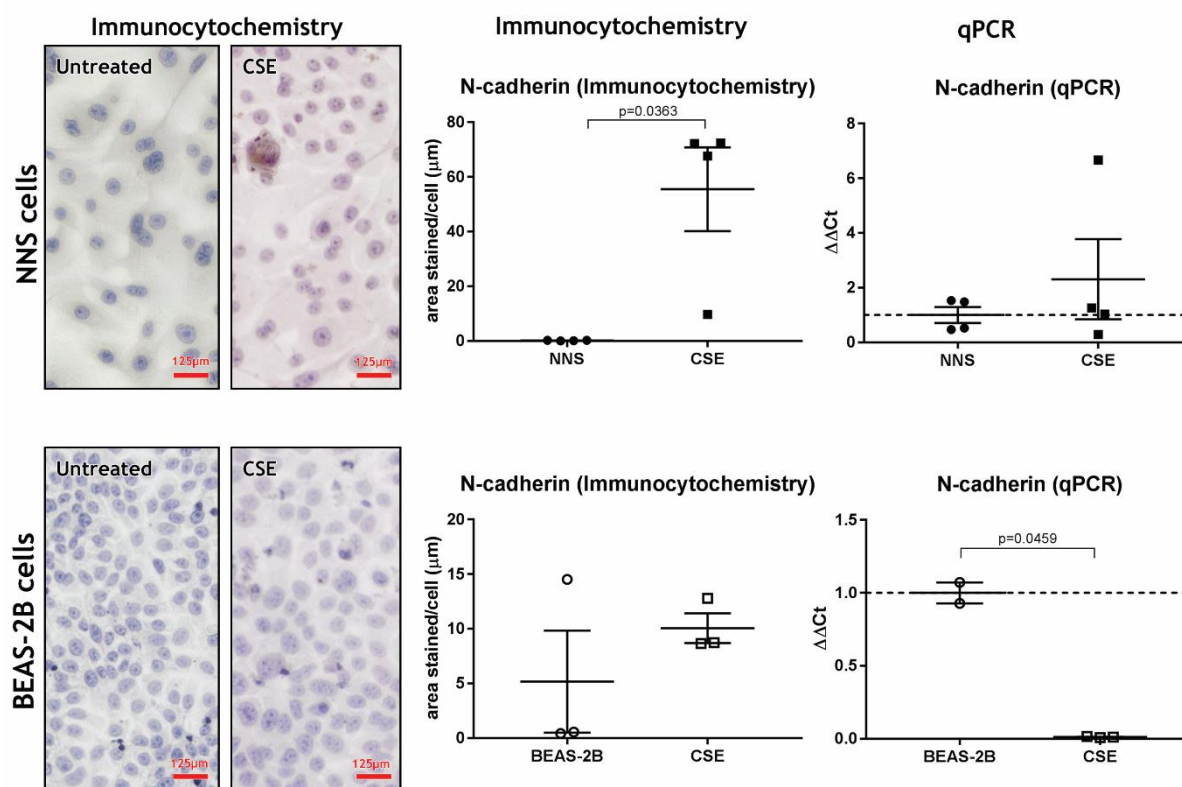 Immunocytochemistry
Immunocytochemistry
qPCR
NNS cells
Untreated
CSE
125µm
125µm
N-cadherin (Immunocytochemistry)
p=0.0363
area stained/cell (µm)
80
60
40
20
0
NNS
CSE
N-cadherin (qPCR)
ΔΔCt
8
6
4
2
0
NNS
CSE
BEAS-2B cells
Untreated
CSE
125µm
125µm
N-cadherin (Immunocytochemistry)
area stained/cell (µm)
20
15
10
5
0
BEAS-2B
CSE
N-cadherin (qPCR)
p=0.0459
ΔΔCt
1.5
1.0
0.5
0.0
BEAS-2B
CSE